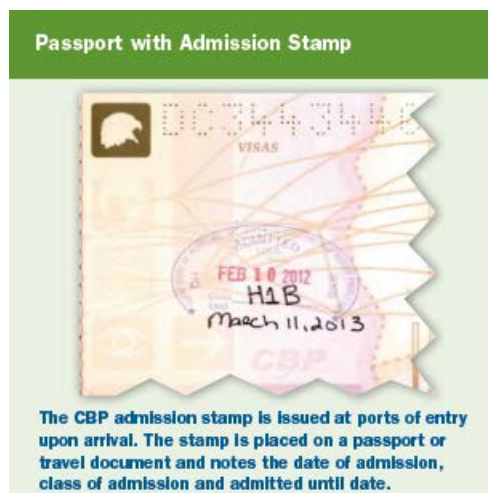 Passport with Admission Stamp
DC3443446
VISAS
ADMITTED
FEB 10 2012
H1B
March 11, 2013
CBP
The CBP admission stamp is issued at ports of entry
upon arrival. The stamp is placed on a passport or
travel document and notes the date of admission,
class of admission and admitted until date.